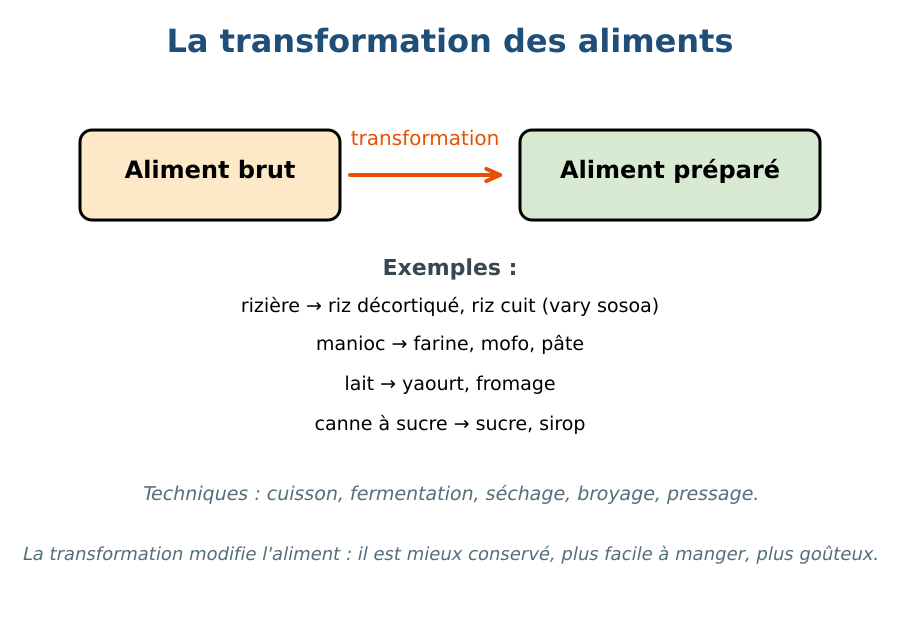 La transformation des aliments
transformation
Aliment brut
Aliment préparé
Exemples :
rizière → riz décortiqué, riz cuit (vary sosoa)
manioc → farine, mofo, pâte
lait → yaourt, fromage
canne à sucre → sucre, sirop
Techniques : cuisson, fermentation, séchage, broyage, pressage.
La transformation modifie l'aliment : il est mieux conservé, plus facile à manger, plus goûteux.